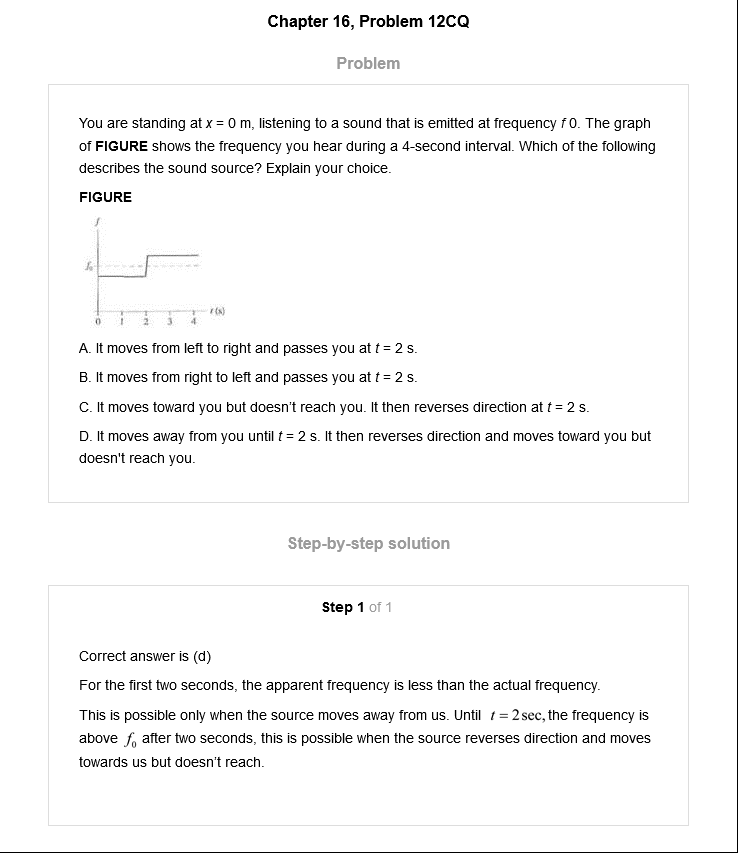 Chapter 16, Problem 12CQ
Problem
You are standing at x = 0 m, listening to a sound that is emitted at frequency f 0. The graph
of FIGURE shows the frequency you hear during a 4-second interval. Which of the following
describes the sound source? Explain your choice.
FIGURE
f
f₀
t (s)
0 1 2 3 4
A. It moves from left to right and passes you at t = 2 s.
B. It moves from right to left and passes you at t = 2 s.
C. It moves toward you but doesn't reach you. It then reverses direction at t = 2 s.
D. It moves away from you until t = 2 s. It then reverses direction and moves toward you but
doesn't reach you.
Step-by-step solution
Step 1 of 1
Correct answer is (d)
For the first two seconds, the apparent frequency is less than the actual frequency.
This is possible only when the source moves away from us. Until t = 2 sec, the frequency is
above f₀ after two seconds, this is possible when the source reverses direction and moves
towards us but doesn't reach.